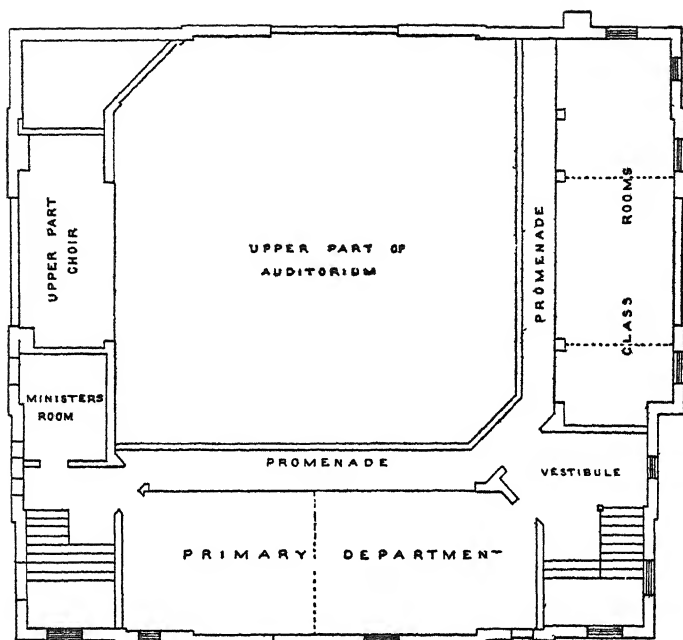 UPPER PART OF
AUDITORIUM
UPPER PART
CHOIR
PROMENADE
CLASS ROOMS
MINISTERS
ROOM
PROMENADE
VESTIBULE
PRIMARY DEPARTMENT